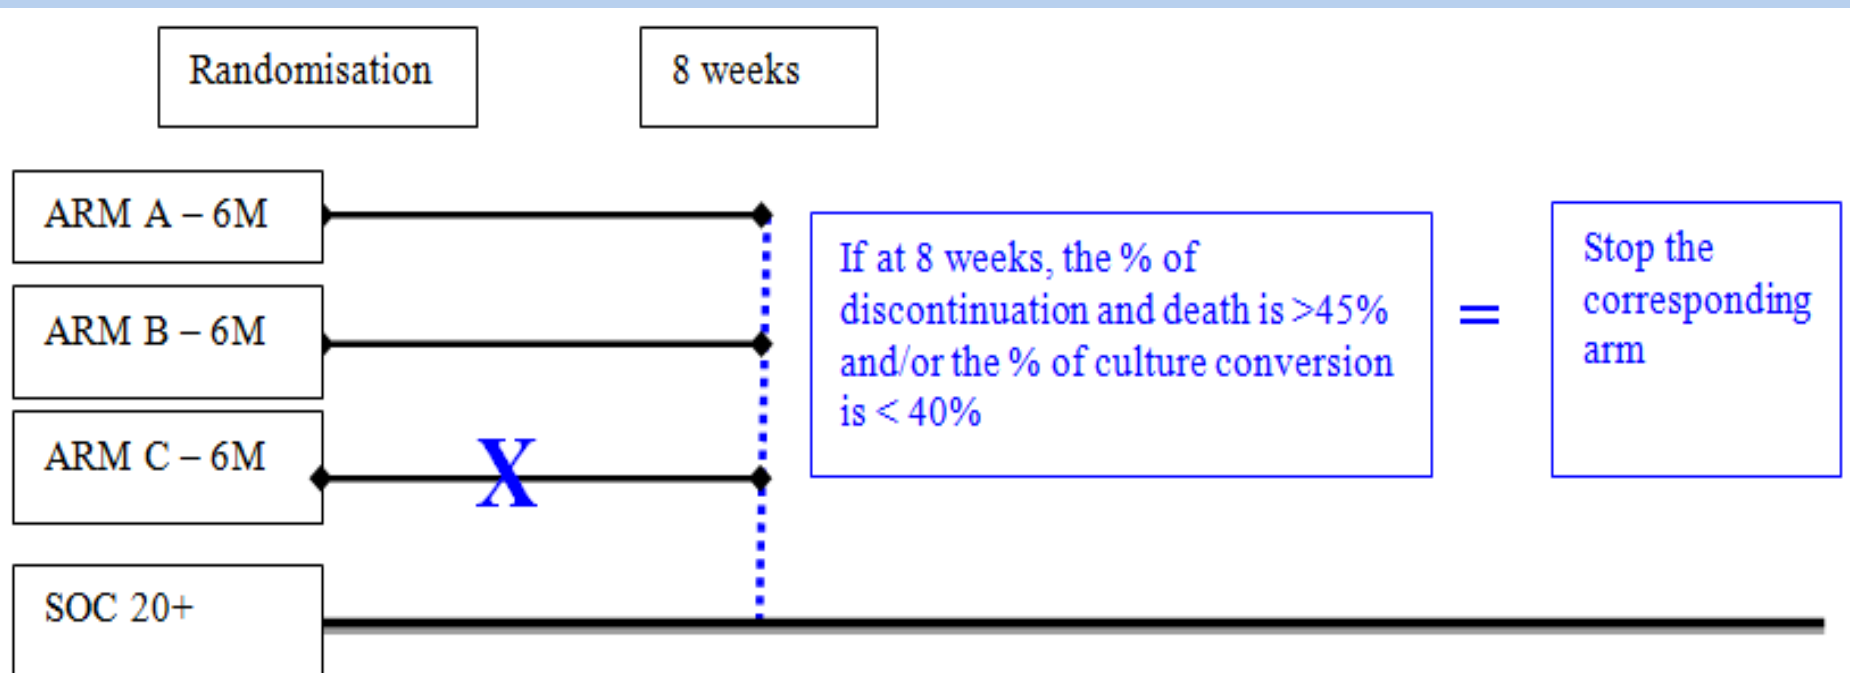 Randomisation
8 weeks
ARM A – 6M
ARM B – 6M
ARM C – 6M
X
SOC 20+
If at 8 weeks, the % of
discontinuation and death is >45%
and/or the % of culture conversion
is < 40%
=
Stop the
corresponding
arm